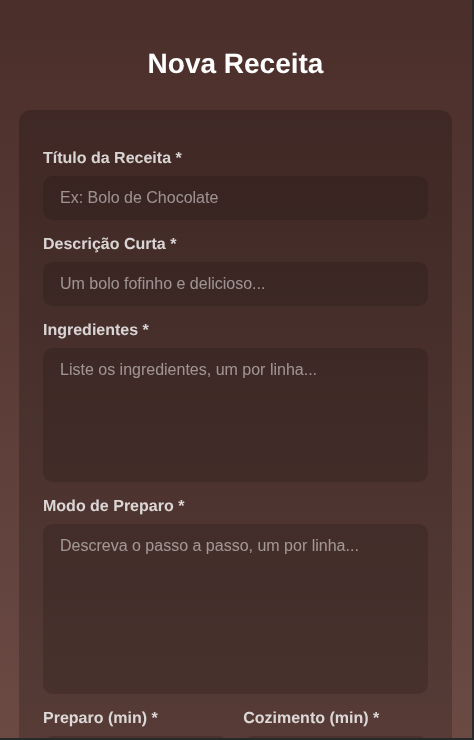 Nova Receita
Título da Receita *
Ex: Bolo de Chocolate
Descrição Curta *
Um bolo fofinho e delicioso...
Ingredientes *
Liste os ingredientes, um por linha...
Modo de Preparo *
Descreva o passo a passo, um por linha...
Preparo (min) * Cozimento (min) *